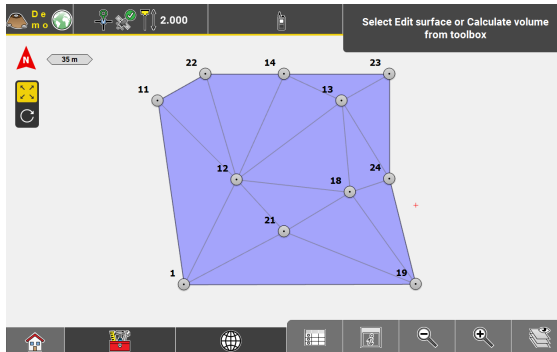 De
mo
2.000
Select Edit surface or Calculate volume
from toolbox
N
35 m
22
14
23
11
13
12
24
18
21
1
19